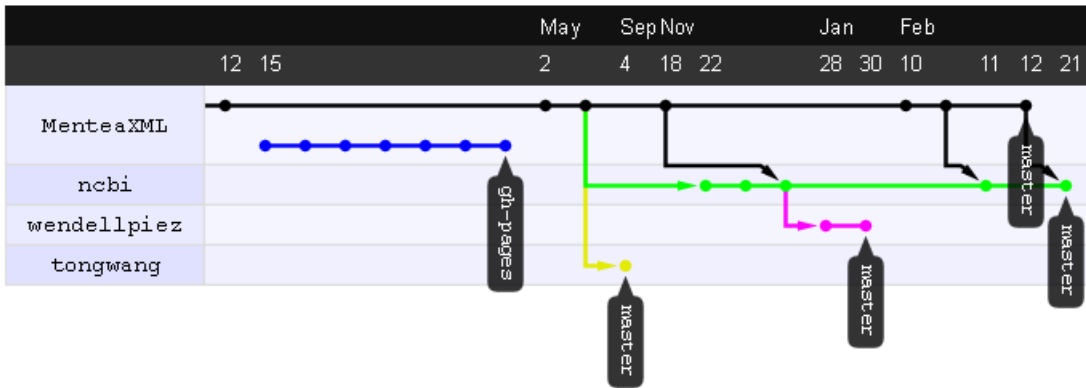 May Sep Nov Jan Feb
12 15 2 4 18 22 28 30 10 11 12 21
MenteaXML
ncbi
wendellpiez
tongwang
gh-pages
master
master
master
master